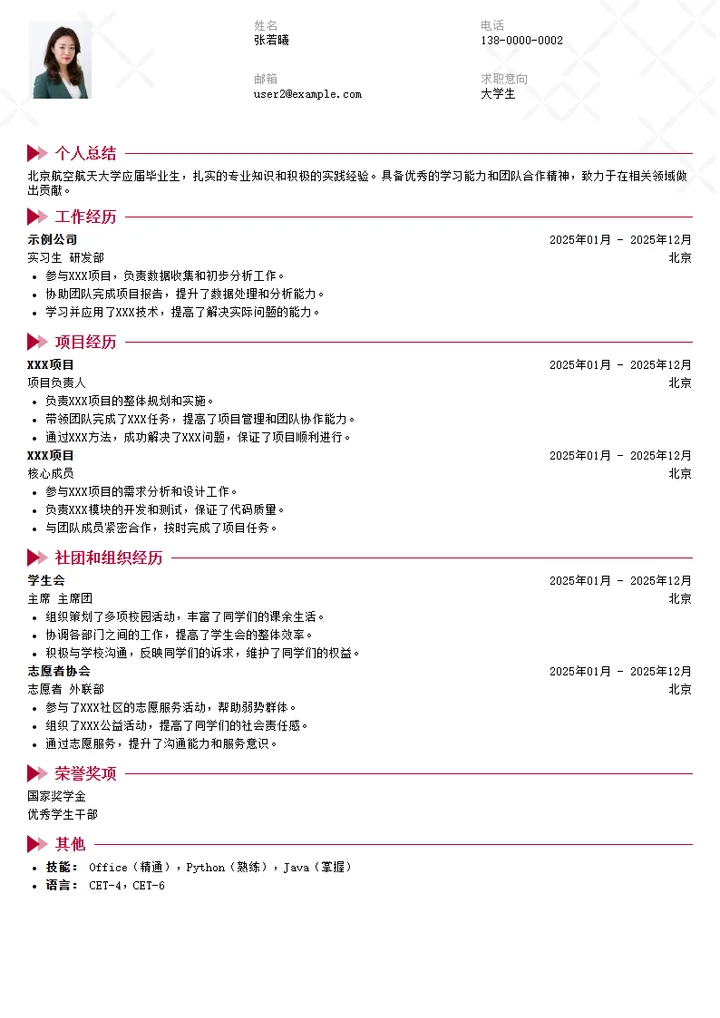 姓名
张若曦
电话
138-0000-0002
邮箱
user2@example.com
求职意向
大学生
个人总结
北京航空航天大学应届毕业生，扎实的专业知识和积极的实践经验。具备优秀的学习能力和团队合作精神，致力于在相关领域做
出贡献。
工作经历
示例公司 2025年01月 - 2025年12月
实习生 研发部 北京
• 参与XXX项目，负责数据收集和初步分析工作。
• 协助团队完成项目报告，提升了数据处理和分析能力。
• 学习并应用了XXX技术，提高了解决实际问题的能力。
项目经历
XXX项目 2025年01月 - 2025年12月
项目负责人 北京
• 负责XXX项目的整体规划和实施。
• 带领团队完成了XXX任务，提高了项目管理和团队协作能力。
• 通过XXX方法，成功解决了XXX问题，保证了项目顺利进行。
XXX项目 2025年01月 - 2025年12月
核心成员 北京
• 参与XXX项目的需求分析和设计工作。
• 负责XXX模块的开发和测试，保证了代码质量。
• 与团队成员紧密合作，按时完成了项目任务。
社团和组织经历
学生会 2025年01月 - 2025年12月
主席 主席团 北京
• 组织策划了多项校园活动，丰富了同学们的课余生活。
• 协调各部门之间的工作，提高了学生会的整体效率。
• 积极与学校沟通，反映同学们的诉求，维护了同学们的权益。
志愿者协会 2025年01月 - 2025年12月
志愿者 外联部 北京
• 参与了XXX社区的志愿服务活动，帮助弱势群体。
• 组织了XXX公益活动，提高了同学们的社会责任感。
• 通过志愿服务，提升了沟通能力和服务意识。
荣誉奖项
国家奖学金
优秀学生干部
其他
• 技能： Office（精通），Python（熟练），Java（掌握）
• 语言： CET-4，CET-6